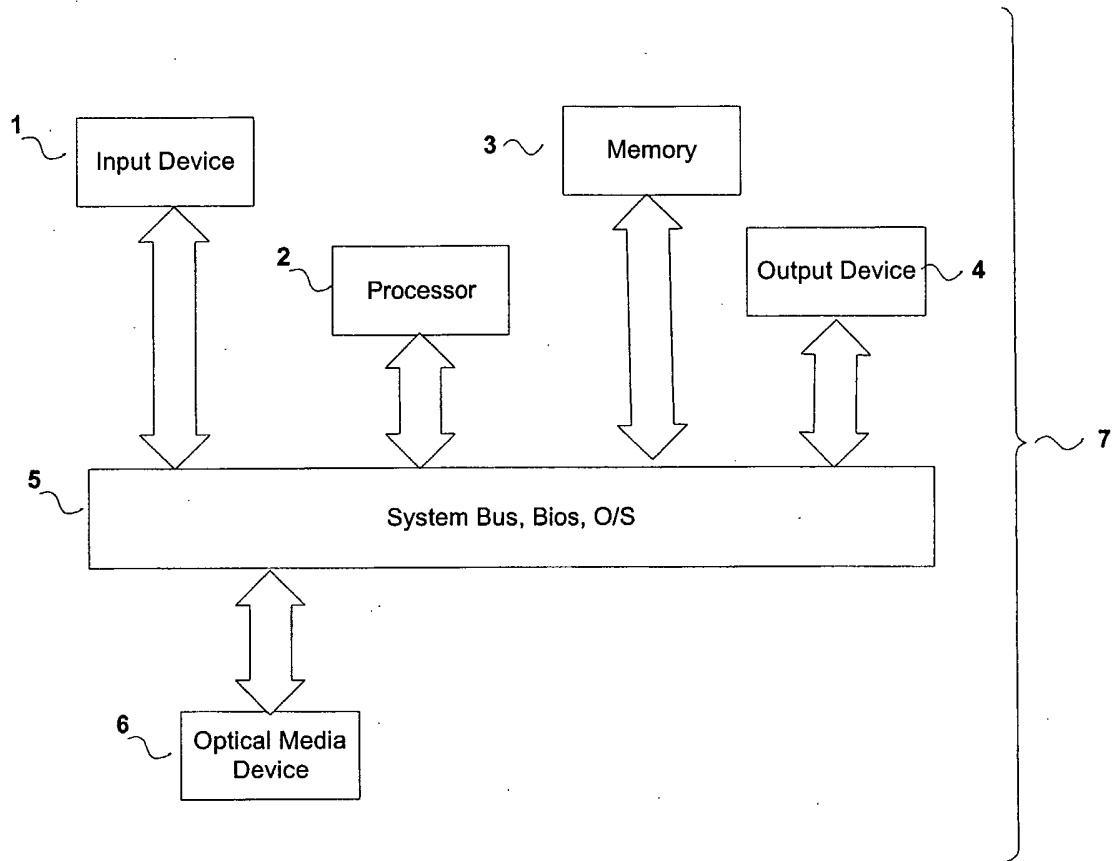 1
Input Device
3
Memory
2
Processor
Output Device
4
7
5
System Bus, Bios, O/S
6
Optical Media
Device